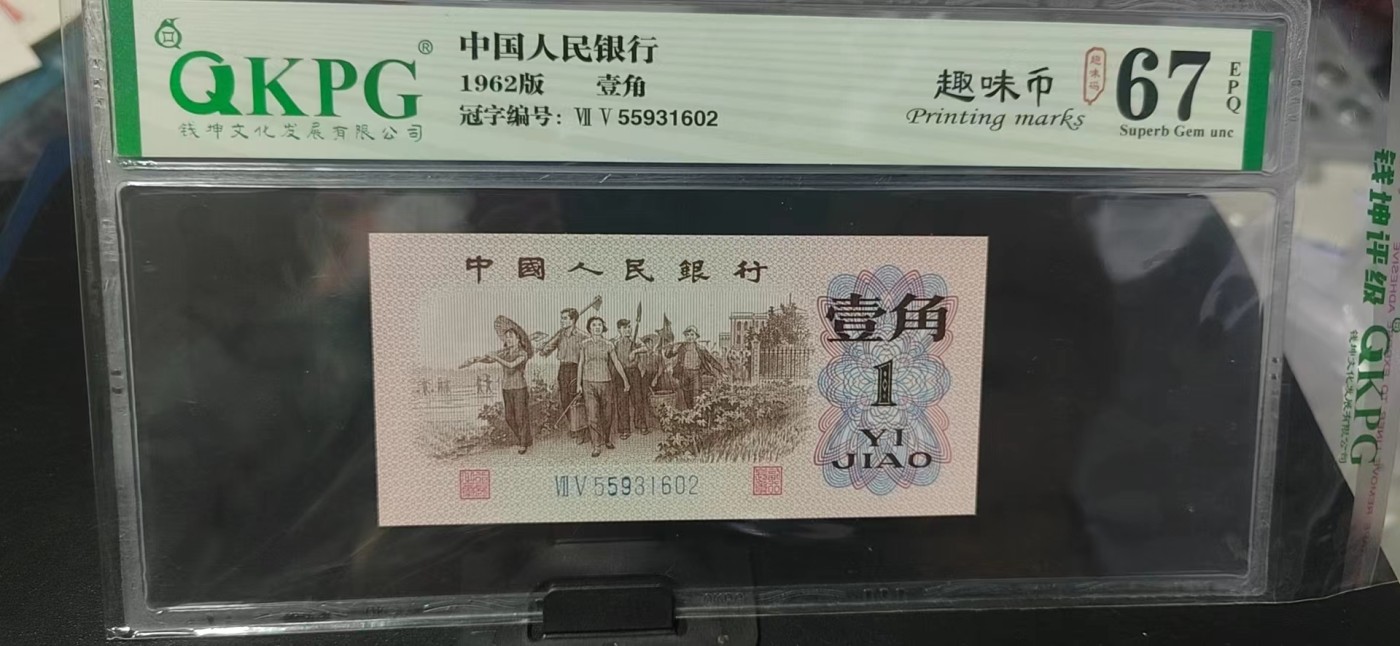 QKPG®
钱坤文化发展有限公司
中国人民银行
1962版 壹角
冠字编号: Ⅶ Ⅴ 55931602
趣味币
Printing marks
67
EPQ
Superb Gem unc
中國人民銀行
壹角
1
YI
JIAO
Ⅶ Ⅴ 55931602
钱坤评级 QKPG